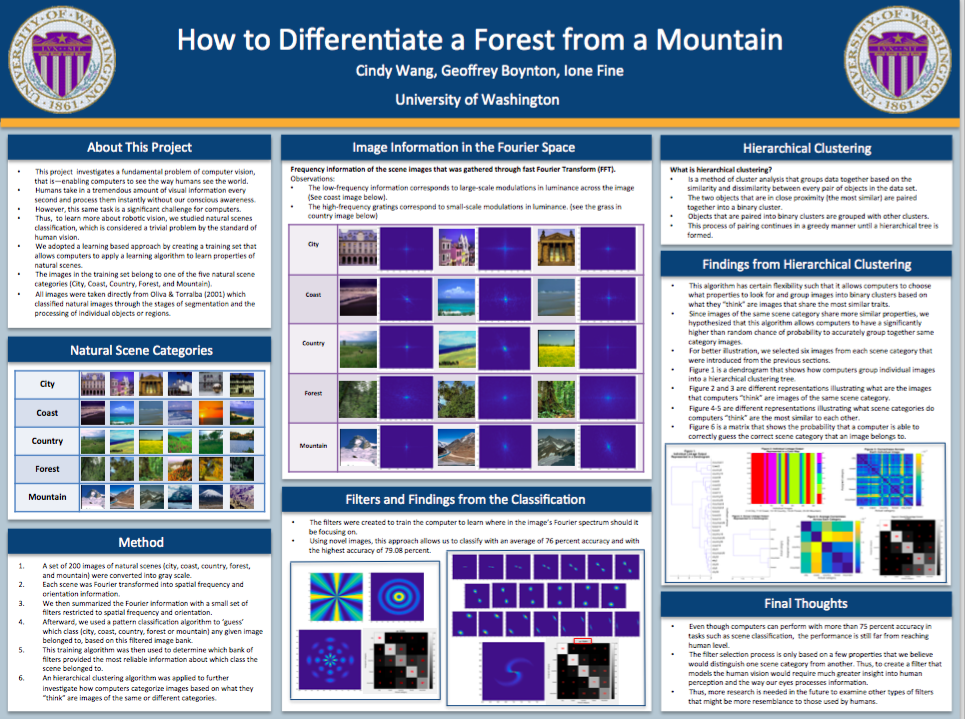 How to Differentiate a Forest from a Mountain
Cindy Wang, Geoffrey Boynton, Ione Fine
University of Washington
UNIVERSITY OF WASHINGTON
LVX SIT
1861
UNIVERSITY OF WASHINGTON
LVX SIT
1861
About This Project
• This project investigates a fundamental problem of computer vision,
that is—enabling computers to see the way humans see the world.
• Humans take in a tremendous amount of visual information every
second and process them instantly without our conscious awareness.
• However, this same task is a significant challenge for computers.
• Thus, to learn more about robotic vision, we studied natural scenes
classification, which is considered a trivial problem by the standard of
human vision.
• We adopted a learning based approach by creating a training set that
allows computers to apply a learning algorithm to learn properties of
natural scenes.
• The images in the training set belong to one of the five natural scene
categories (City, Coast, Country, Forest, and Mountain).
• All images were taken directly from Oliva & Torralba (2001) which
classified natural images through the stages of segmentation and the
processing of individual objects or regions.
Natural Scene Categories
City
Coast
Country
Forest
Mountain
Method
1. A set of 200 images of natural scenes (city, coast, country, forest,
and mountain) were converted into gray scale.
2. Each scene was Fourier transformed into spatial frequency and
orientation information.
3. We then summarized the Fourier information with a small set of
filters restricted to spatial frequency and orientation.
4. Afterward, we used a pattern classification algorithm to 'guess'
which class (city, coast, country, forest or mountain) any given image
belonged to, based on this filtered image bank.
5. This training algorithm was then used to determine which bank of
filters provided the most reliable information about which class the
scene belonged to.
6. An hierarchical clustering algorithm was applied to further
investigate how computers categorize images based on what they
"think" are images of the same or different categories.
Image Information in the Fourier Space
Frequency information of the scene images that was gathered through fast Fourier Transform (FFT).
Observations:
• The low-frequency information corresponds to large-scale modulations in luminance across the image
(See coast image below).
• The high-frequency gratings correspond to small-scale modulations in luminance. (see the grass in
country image below)
City
Coast
Country
Forest
Mountain
Filters and Findings from the Classification
• The filters were created to train the computer to learn where in the image's Fourier spectrum should it
be focusing on.
• Using novel images, this approach allows us to classify with an average of 76 percent accuracy and with
the highest accuracy of 79.08 percent.
Hierarchical Clustering
What is hierarchical clustering?
• Is a method of cluster analysis that groups data together based on the
similarity and dissimilarity between every pair of objects in the data set.
• The two objects that are in close proximity (the most similar) are paired
together into a binary cluster.
• Objects that are paired into binary clusters are grouped with other clusters.
• This process of pairing continues in a greedy manner until a hierarchical tree is
formed.
Findings from Hierarchical Clustering
• This algorithm has certain flexibility such that it allows computers to choose
what properties to look for and group images into binary clusters based on
what they "think" are images that share the most similar traits.
• Since images of the same scene category share more similar properties, we
hypothesized that this algorithm allows computers to have a significantly
higher than random chance of probability to accurately group together same
category images.
• For better illustration, we selected six images from each scene category that
were introduced from the previous sections.
• Figure 1 is a dendrogram that shows how computers group individual images
into a hierarchical clustering tree.
• Figure 2 and 3 are different representations illustrating what are the images
that computers "think" are images of the same scene category.
• Figure 4-5 are different representations illustrating what scene categories do
computers "think" are the most similar to each other.
• Figure 6 is a matrix that shows the probability that a computer is able to
correctly guess the correct scene category that an image belongs to.
Final Thoughts
• Even though computers can perform with more than 75 percent accuracy in
tasks such as scene classification, the performance is still far from reaching
human level.
• The filter selection process is only based on a few properties that we believe
would distinguish one scene category from another. Thus, to create a filter that
models the human vision would require much greater insight into human
perception and the way our eyes processes information.
• Thus, more research is needed in the future to examine other types of filters
that might be more resemblance to those used by humans.